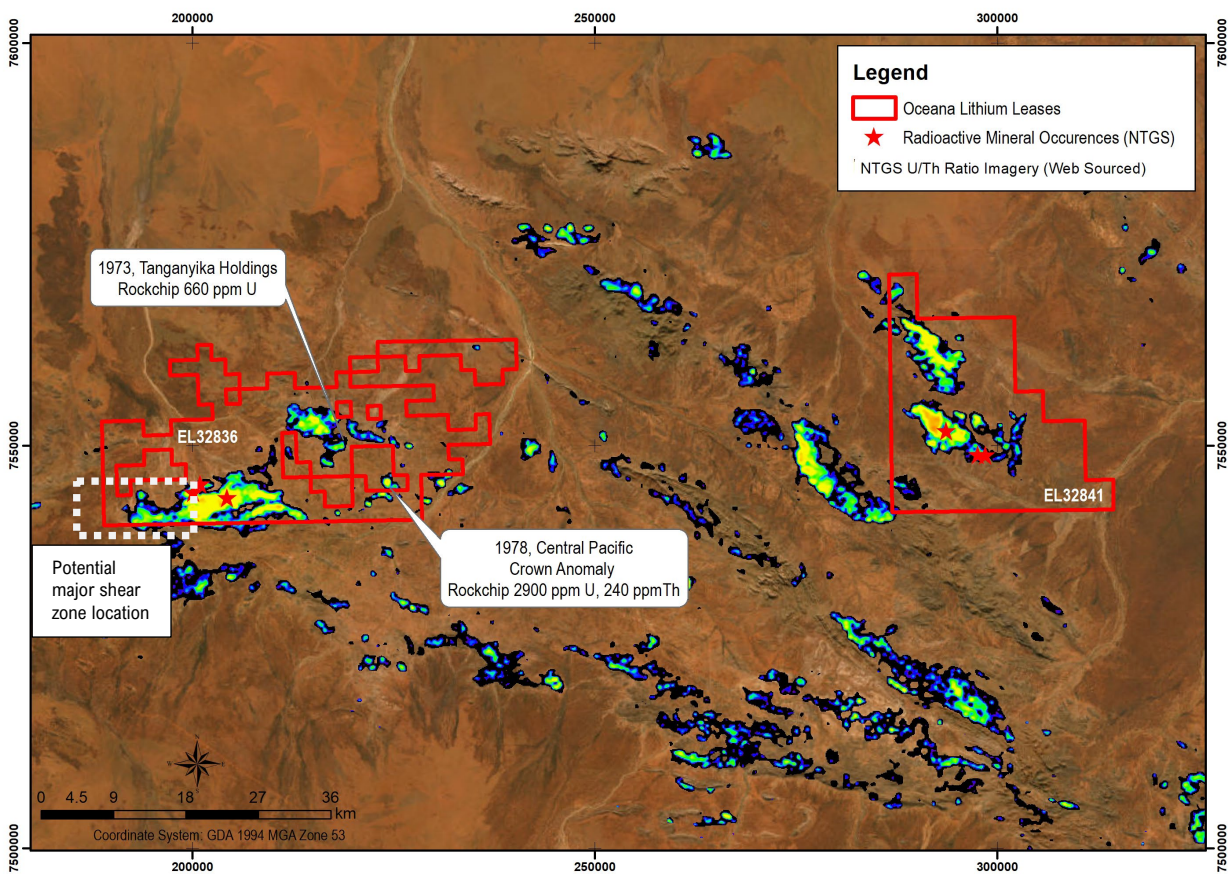 200000
250000
300000
7600000
7600000
Legend
Oceana Lithium Leases
Radioactive Mineral Occurences (NTGS)
NTGS U/Th Ratio Imagery (Web Sourced)
1973, Tanganyika Holdings
Rockchip 660 ppm U
EL32836
7550000
7550000
EL32841
1978, Central Pacific
Crown Anomaly
Rockchip 2900 ppm U, 240 ppmTh
Potential
major shear
zone location
0 4.5 9 18 27 36
km
Coordinate System: GDA 1994 MGA Zone 53
7500000
7500000
200000
250000
300000